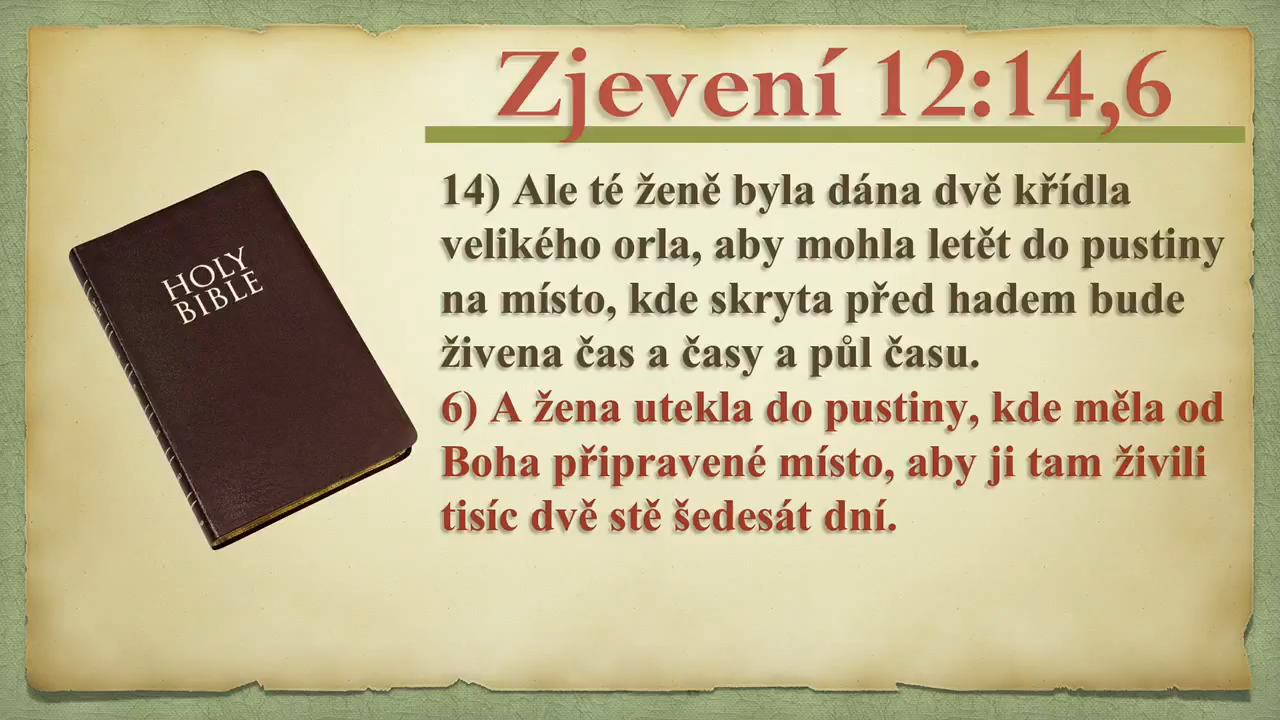 Zjevení 12:14,6
HOLY
BIBLE
14) Ale té ženě byla dána dvě křídla
velikého orla, aby mohla letět do pustiny
na místo, kde skryta před hadem bude
živena čas a časy a půl času.
6) A žena utekla do pustiny, kde měla od
Boha připravené místo, aby ji tam živili
tisíc dvě stě šedesát dní.